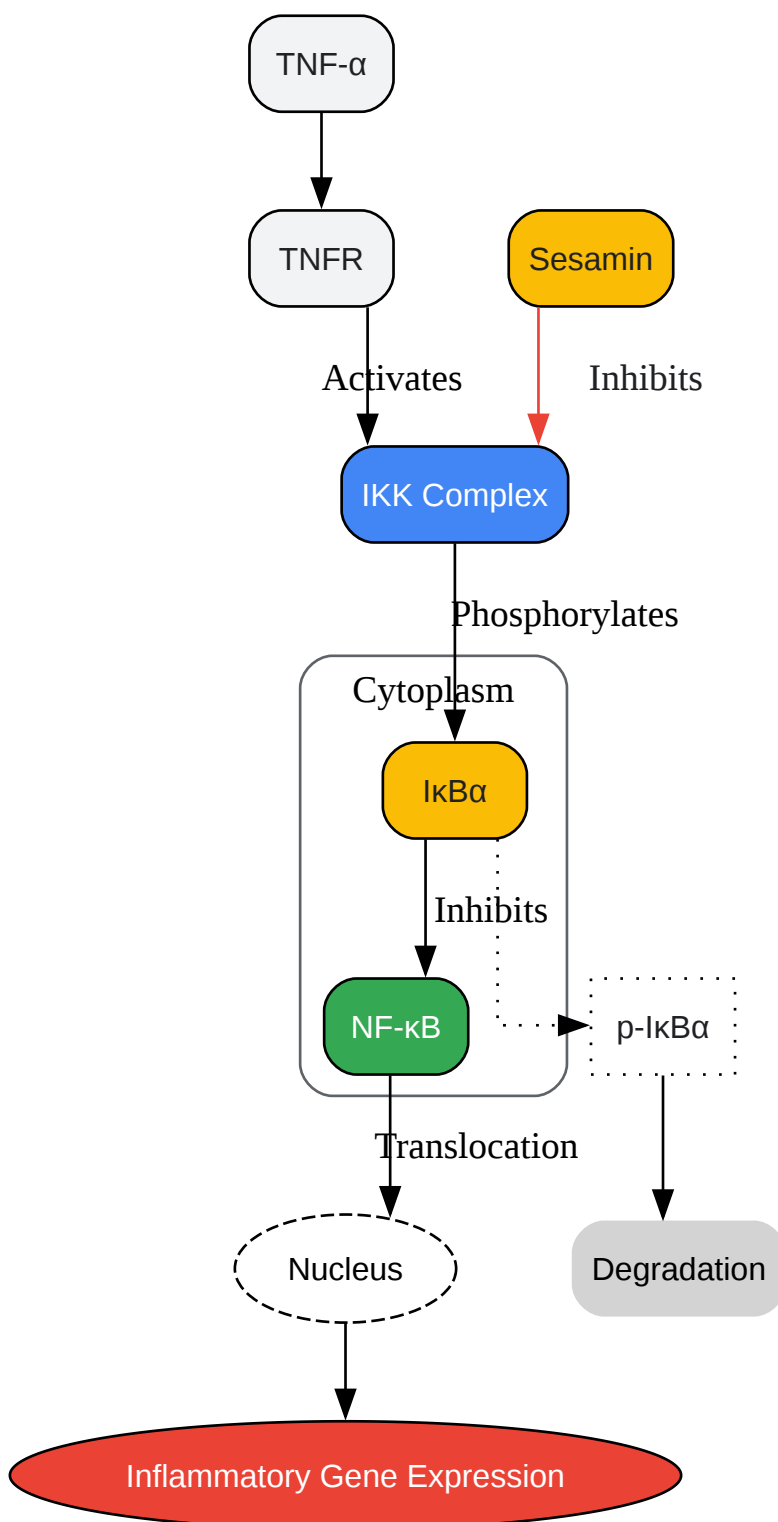 TNF-α
TNFR
Sesamin
Activates
Inhibits
IKK Complex
Phosphorylates
Cytoplasm
IκBα
Inhibits
NF-κB
p-IκBα
Translocation
Nucleus
Degradation
Inflammatory Gene Expression